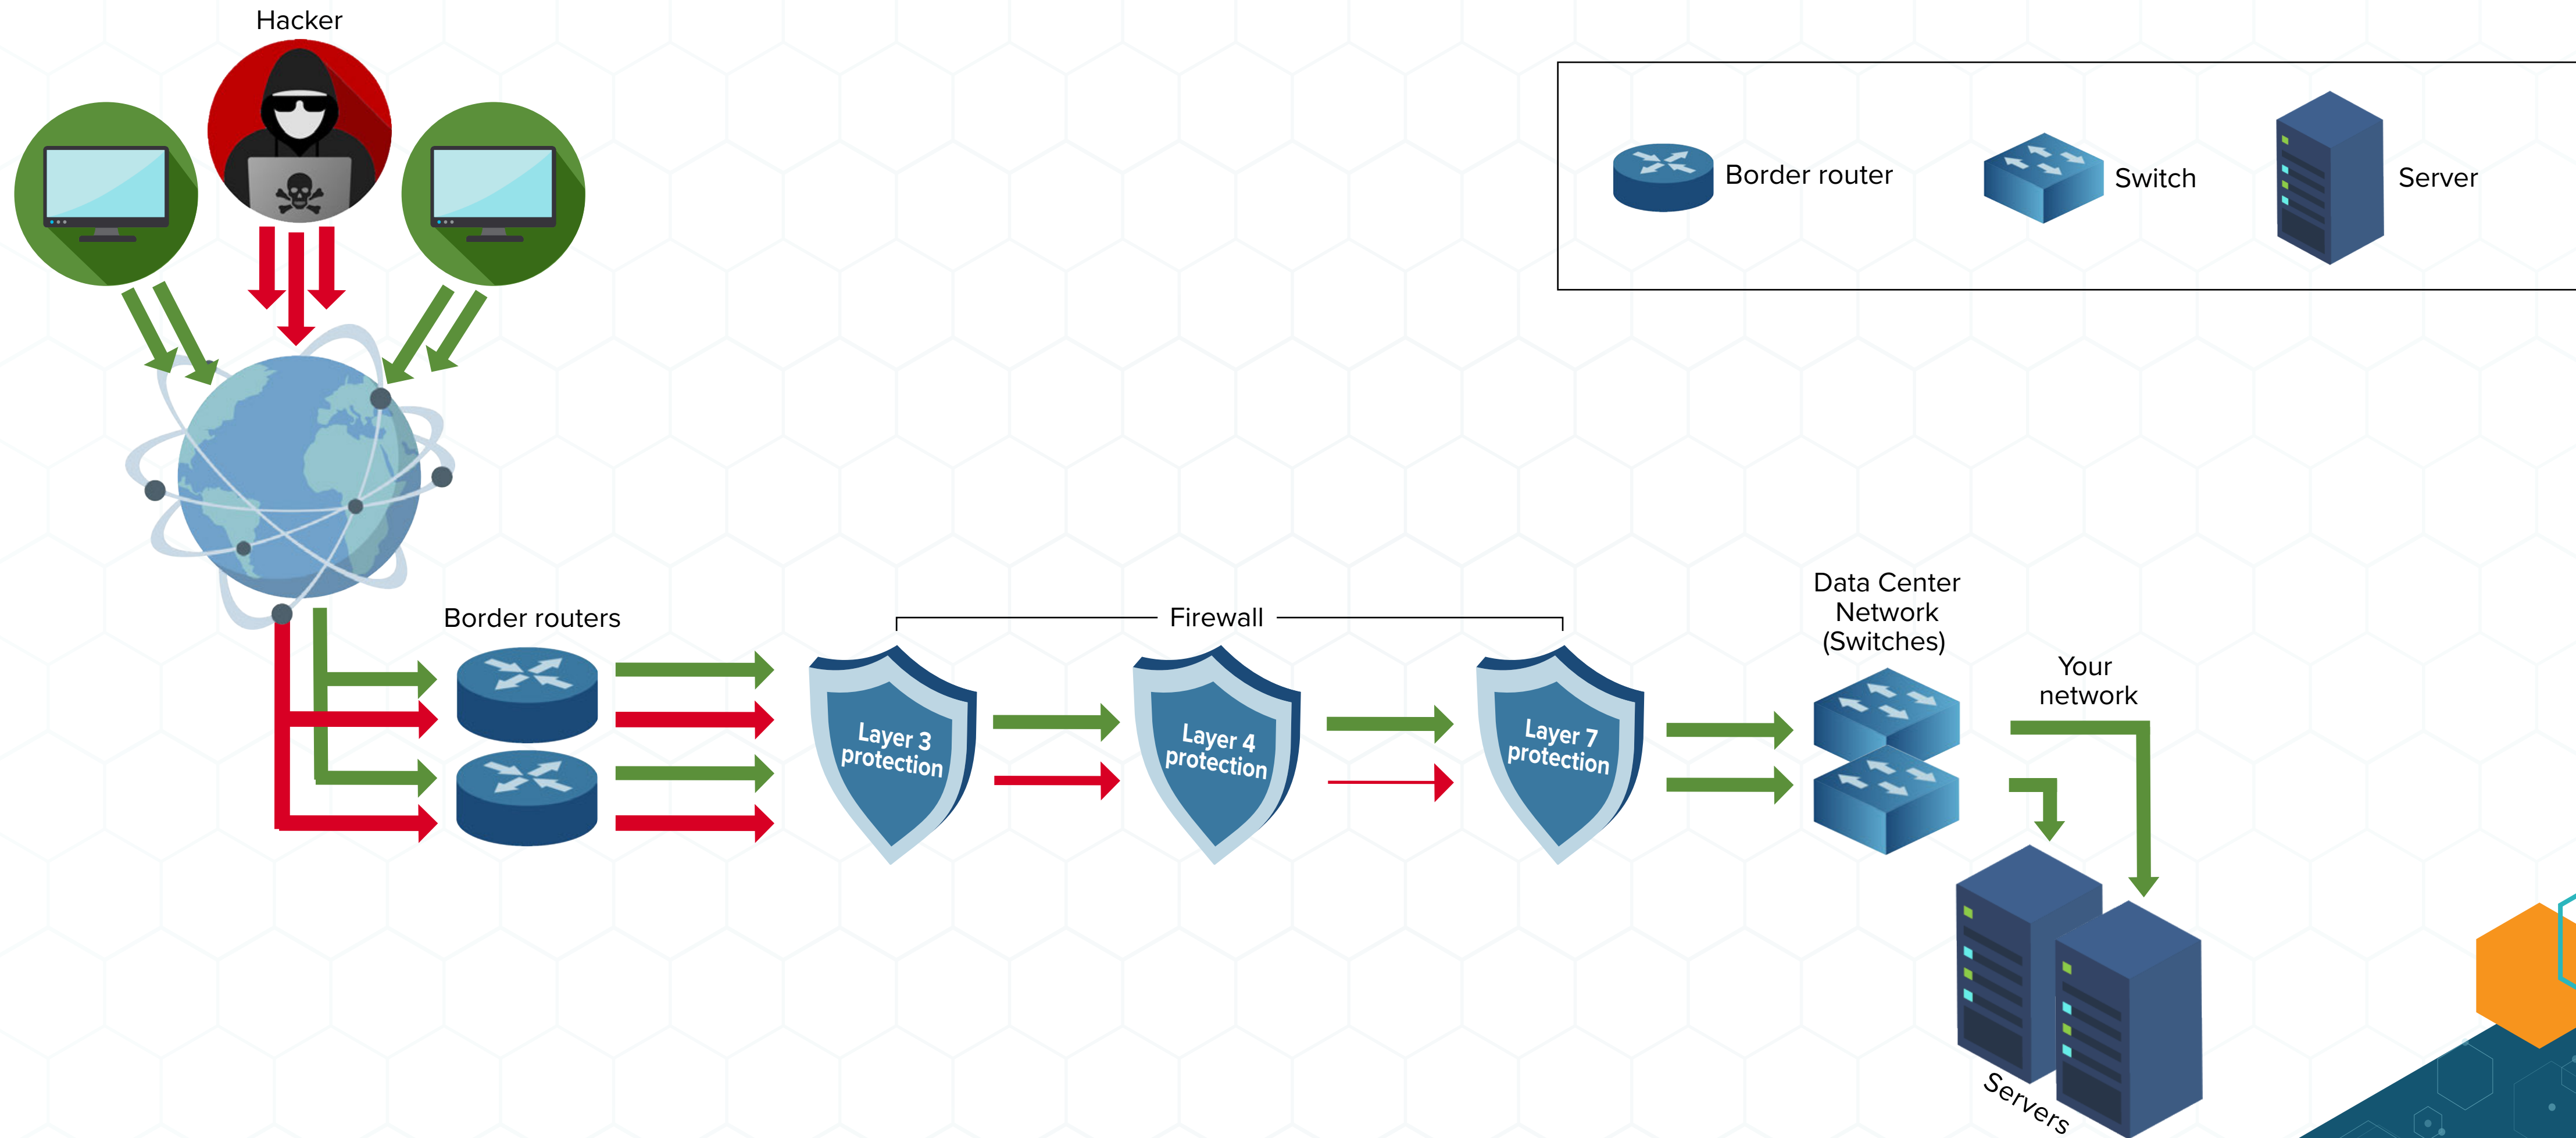 Hacker
Border router
Switch
Server
Border routers
Firewall
Layer 3
protection
Layer 4
protection
Layer 7
protection
Data Center
Network
(Switches)
Your
network
Servers